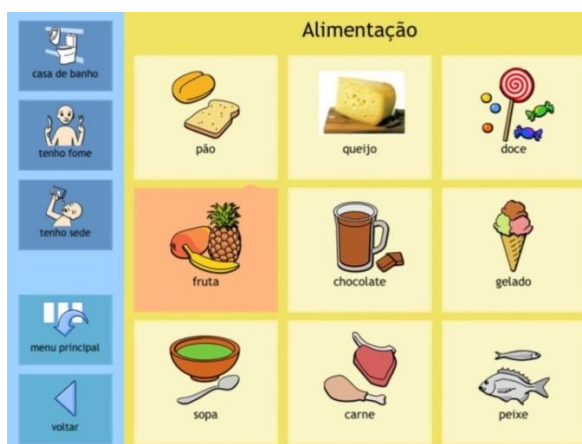 Alimentação
casa de banho
tenho fome
tenho sede
menu principal
voltar
pão
queijo
doce
fruta
chocolate
gelado
sopa
carne
peixe